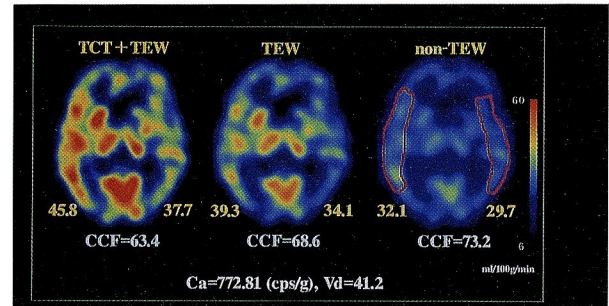 TCT+TEW TEW non-TEW
60
45.8 37.7 39.3 34.1 32.1 29.7
CCF=63.4 CCF=68.6 CCF=73.2
6
ml/100g/min
Ca=772.81 (cps/g), Vd=41.2